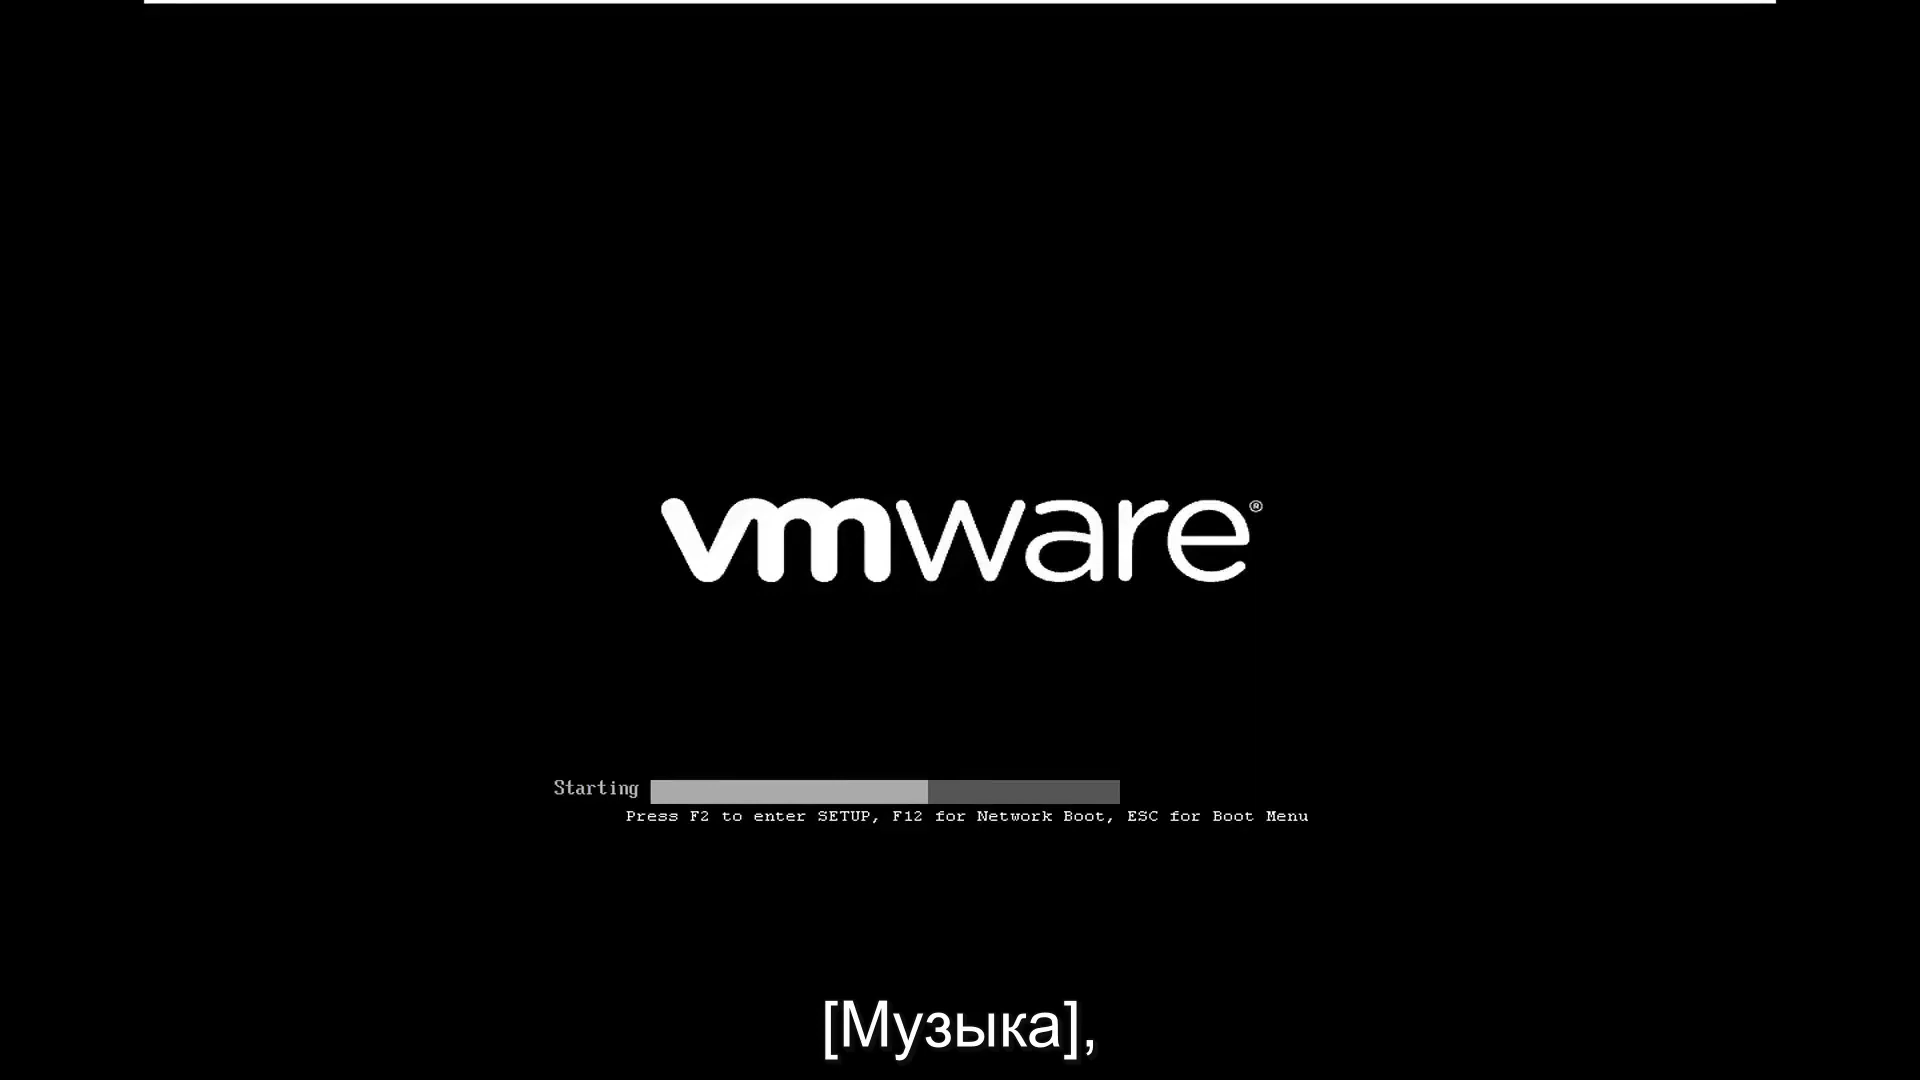 vmware®
Starting
Press F2 to enter SETUP, F12 for Network Boot, ESC for Boot Menu
[Музыка],